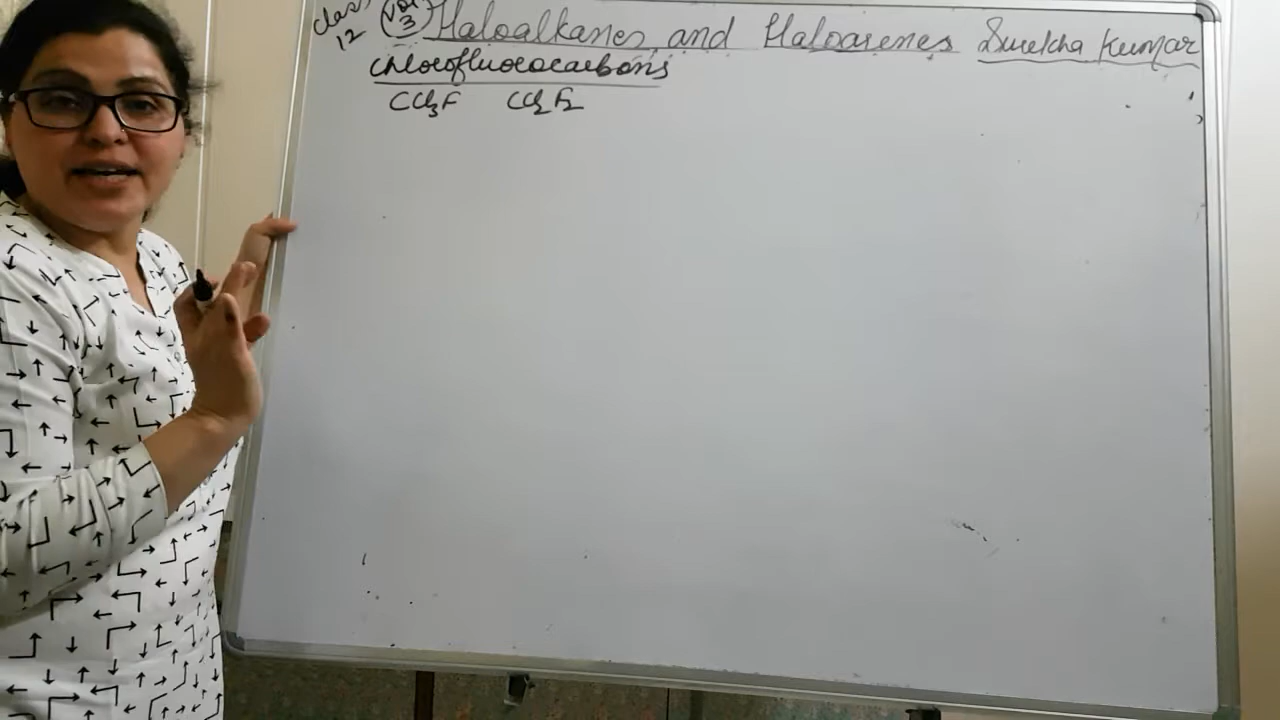 Class 12 Vol 3 Haloalkanes and Haloarenes Surekha Kumar
Chlorofluorocarbons
CCl3F CCl2F2